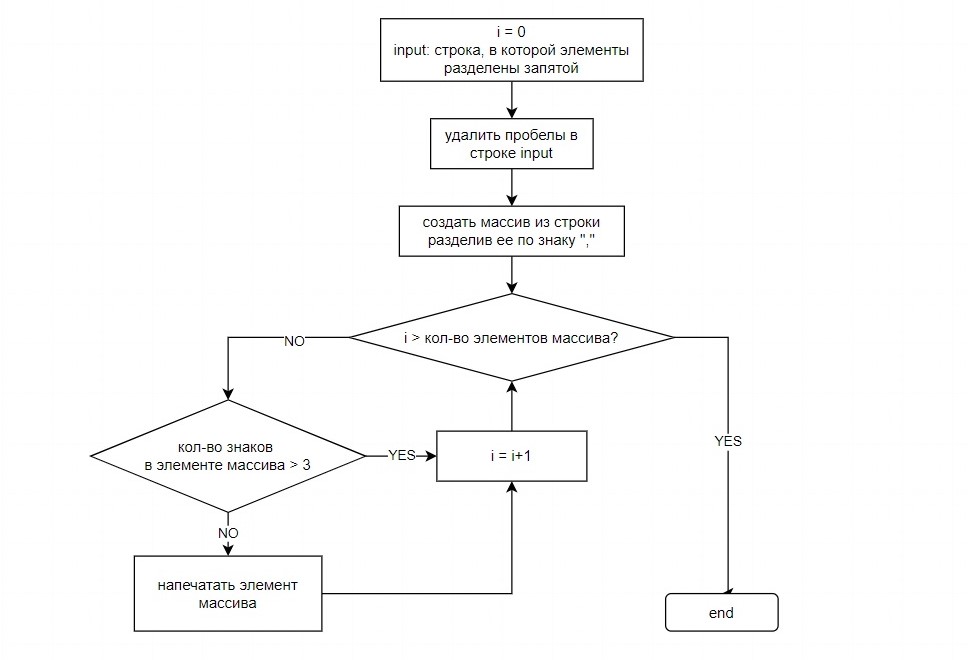 i = 0
input: строка, в которой элементы
разделены запятой
удалить пробелы в
строке input
создать массив из строки
разделив ее по знаку ","
i > кол-во элементов массива?
NO
YES
кол-во знаков
в элементе массива > 3
YES
i = i+1
NO
напечатать элемент
массива
end